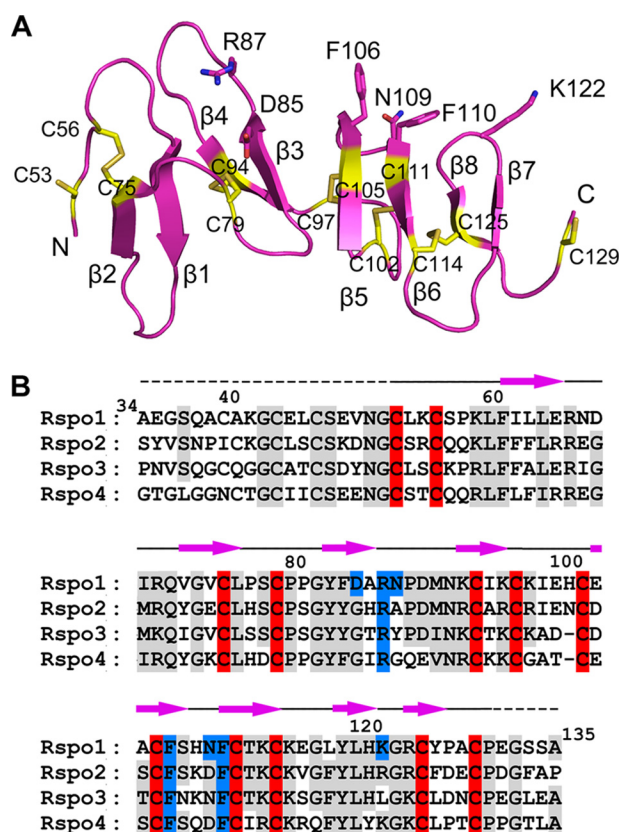 A
R87
F106
K122
C56
β4
D85
N109
F110
β3
β8
β7
C53
C94
C111
C75
C105
C
C79
C97
C125
N
C102
C114
C129
β2
β1
β5
β6
B
34 40 60
Rspo1 : AEGSQACAKGCELCSEVNGCLKCSPKLFILLERND
Rspo2 : SYVSNPICKGCLSCSKDNGCSRCQQKLFFFLRREG
Rspo3 : PNVSQGCQGGCATCSDYNGCLSCKPRLFFALERIG
Rspo4 : GTGLGGNCTGCIICSEENGCSTCQQRLFLFIRREG
80 100
Rspo1 : IRQVGVCLPSCPPGYFDARNPDMNKCIKCKIEHCE
Rspo2 : MRQYGECLHSCPSGYYGHRAPDMNRCARCRIENCD
Rspo3 : MKQIGVCLSSCPSGYYGTRYPDINKCTKCKAD-CD
Rspo4 : IRQYGKCLHDCPPGYFGIRGQEVNRCKKCGAT-CE
120 135
Rspo1 : ACFSHNFCTKCKEGLYLHKGRCYPACPEGSSA
Rspo2 : SCFSKDFCTKCKVGFYLHRGRCFDECPDGFAP
Rspo3 : TCFNKNFCTKCKSGFYLHLGKCLDNCPEGLEA
Rspo4 : SCFSQDFCIRCKRQFYLYKGKCLPTCPPGTLA